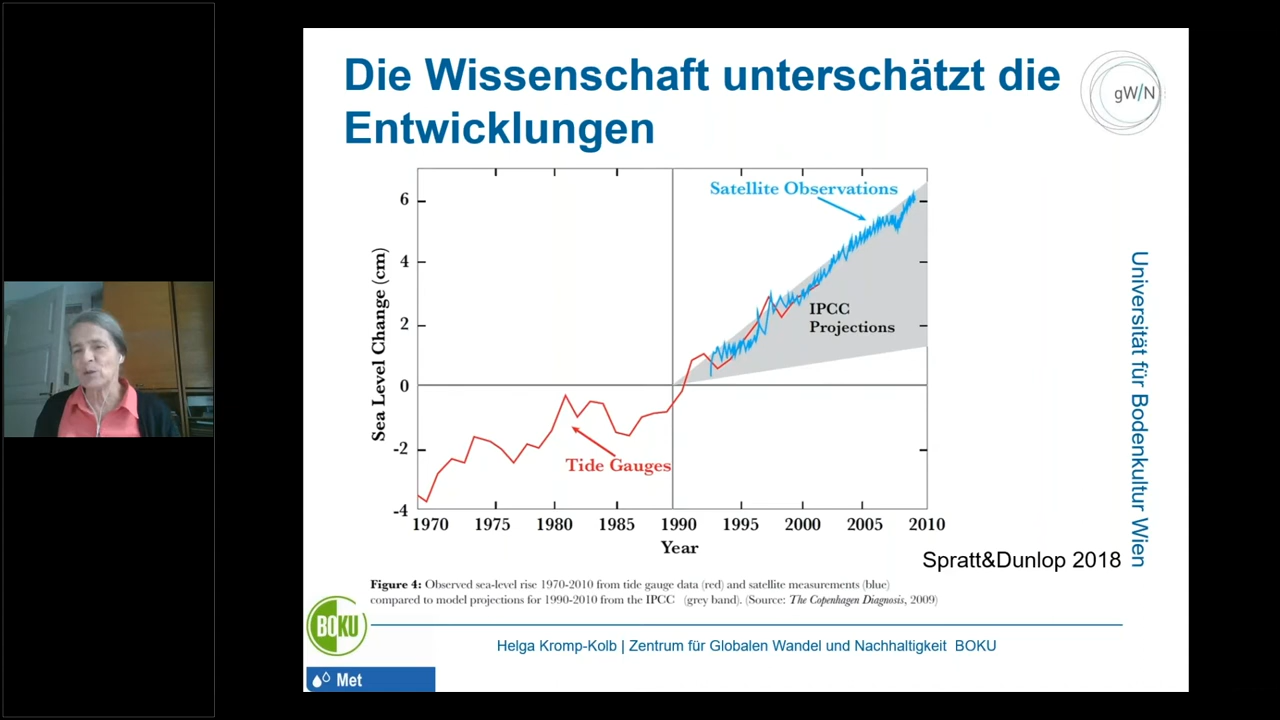 Die Wissenschaft unterschätzt die
Entwicklungen
gW/N
Satellite Observations
6
4
2
0
-2
-4
Sea Level Change (cm)
IPCC
Projections
Tide Gauges
1970 1975 1980 1985 1990 1995 2000 2005 2010
Year
Universität für Bodenkultur Wien
Spratt&Dunlop 2018
Figure 4: Observed sea-level rise 1970-2010 from tide gauge data (red) and satellite measurements (blue)
compared to model projections for 1990-2010 from the IPCC (grey band). (Source: The Copenhagen Diagnosis, 2009)
BOKU
Helga Kromp-Kolb | Zentrum für Globalen Wandel und Nachhaltigkeit BOKU
Met